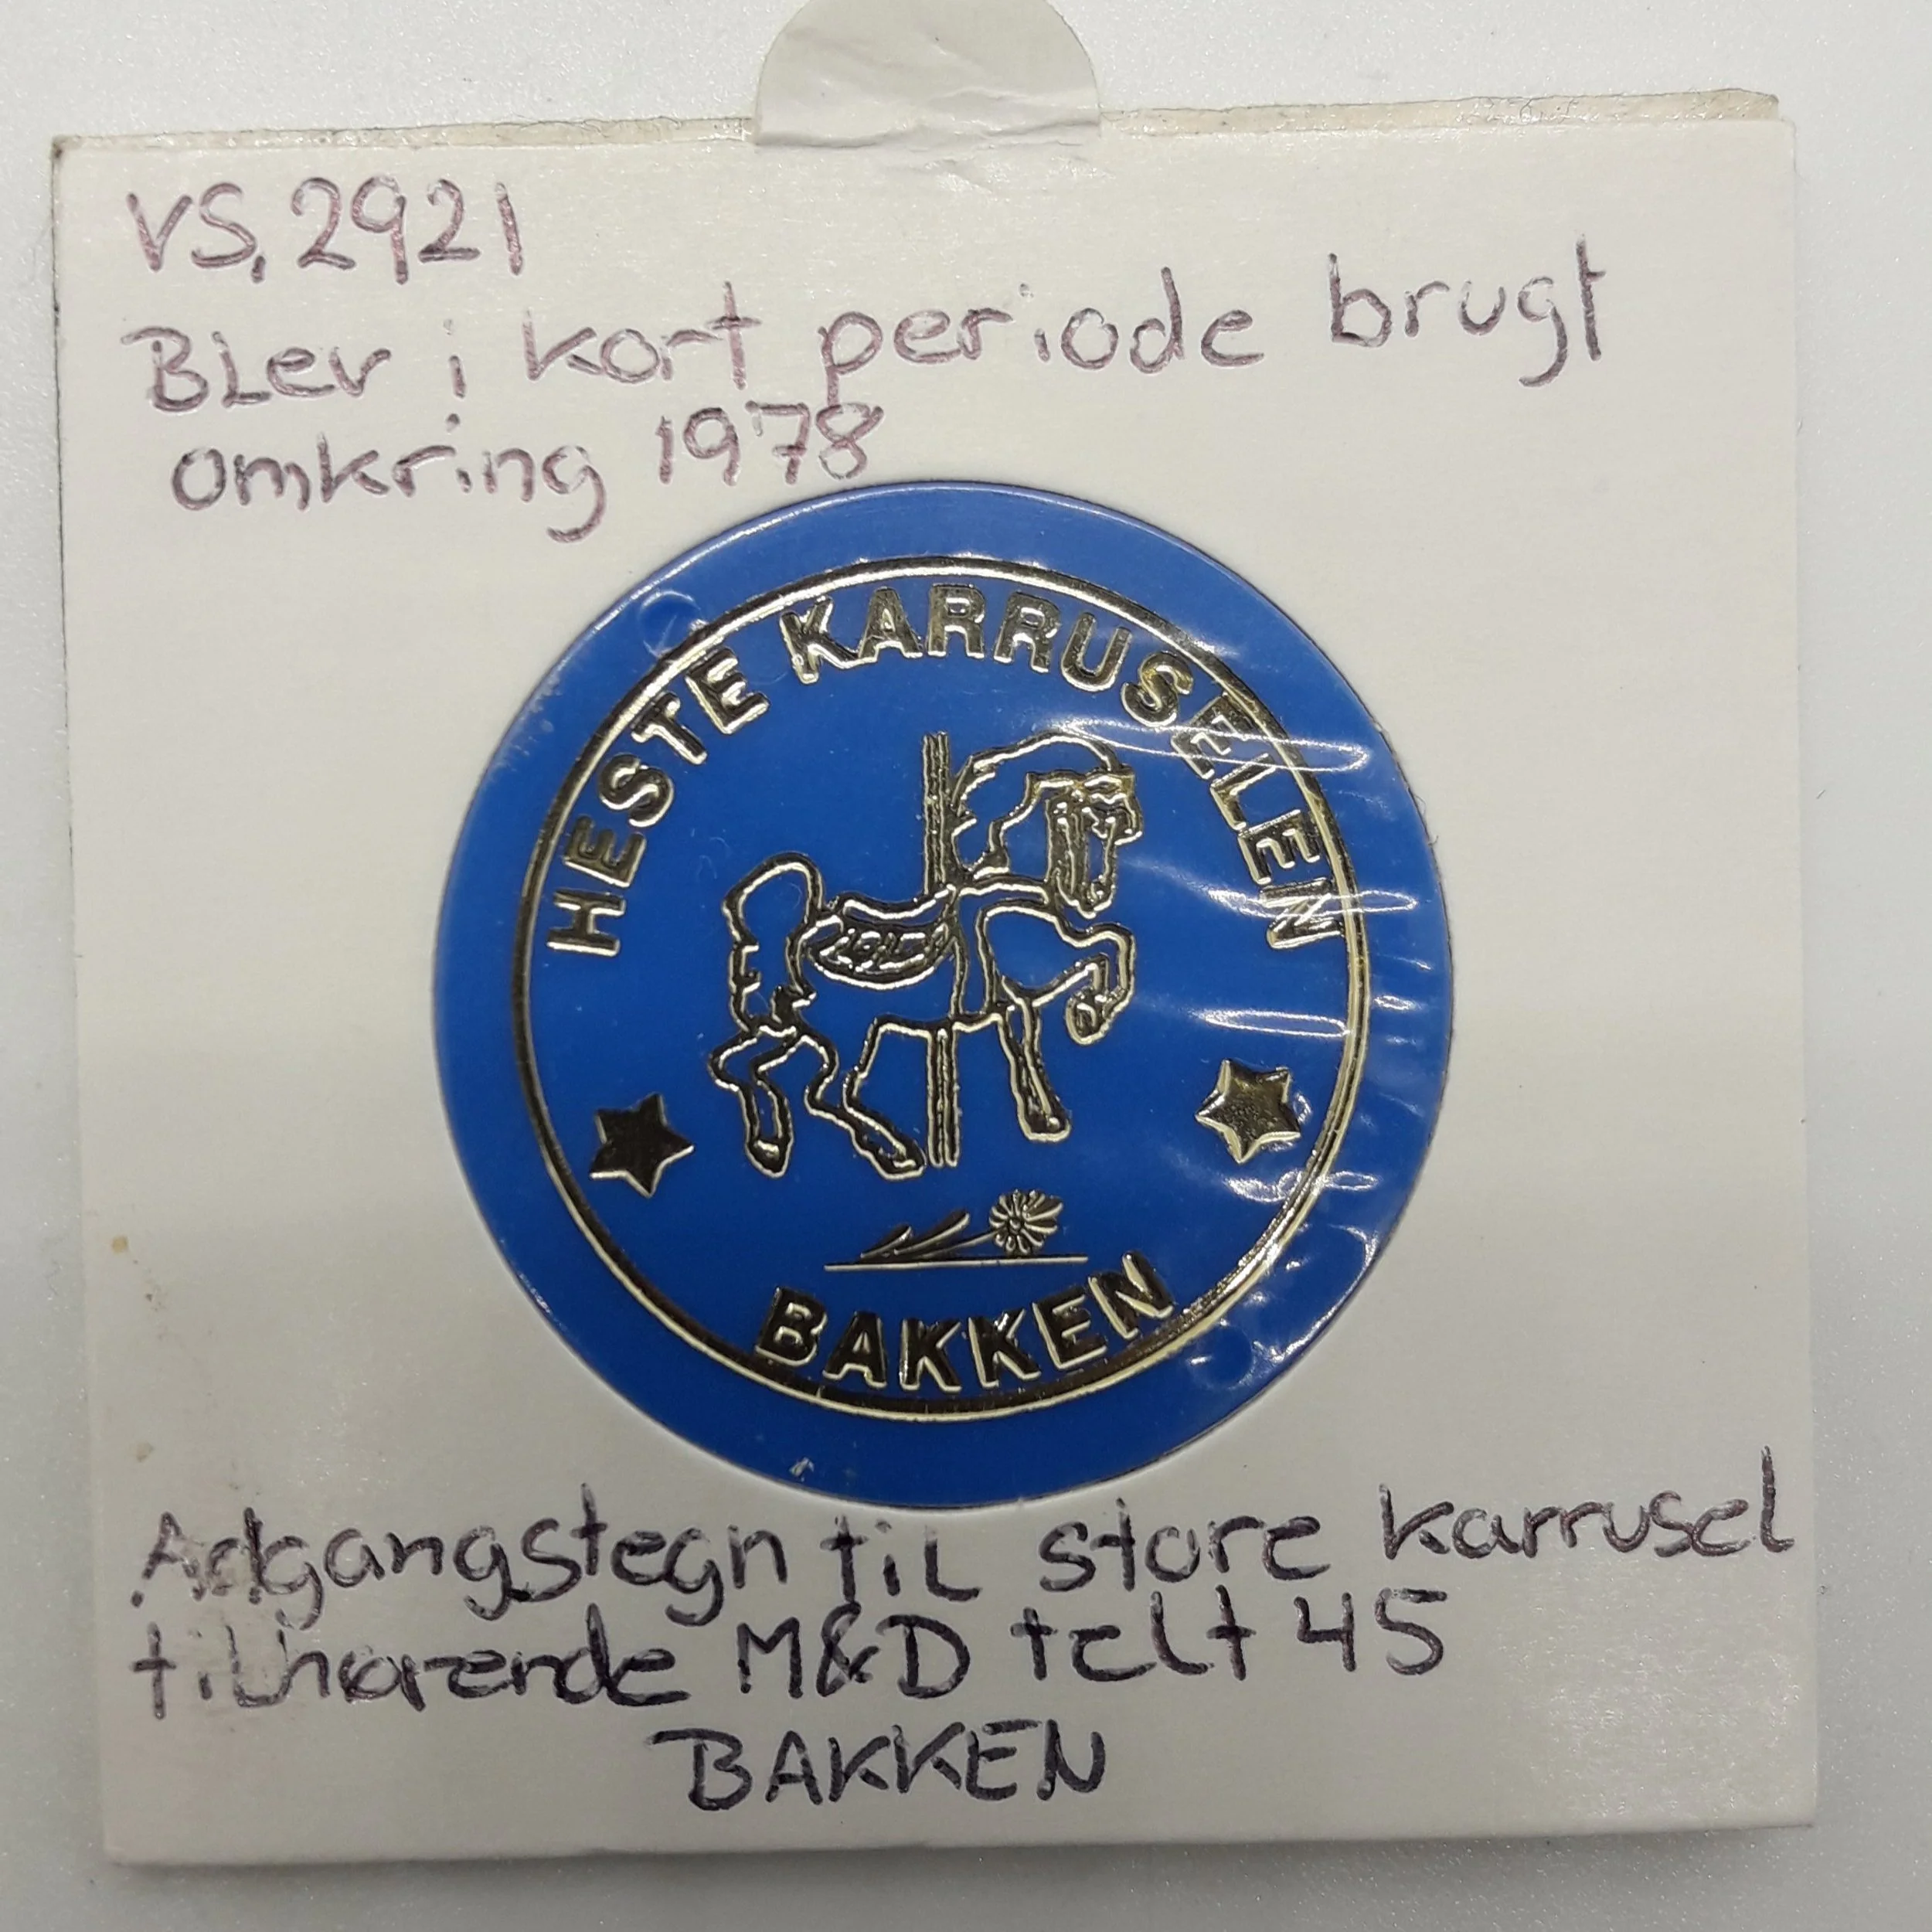 VS, 2921
Blev i kort periode brugt
omkring 1978
HESTE KARRUSELEN
BAKKEN
Adgangstegn til store karrusel
tilhørende M&D telt 45
BAKKEN